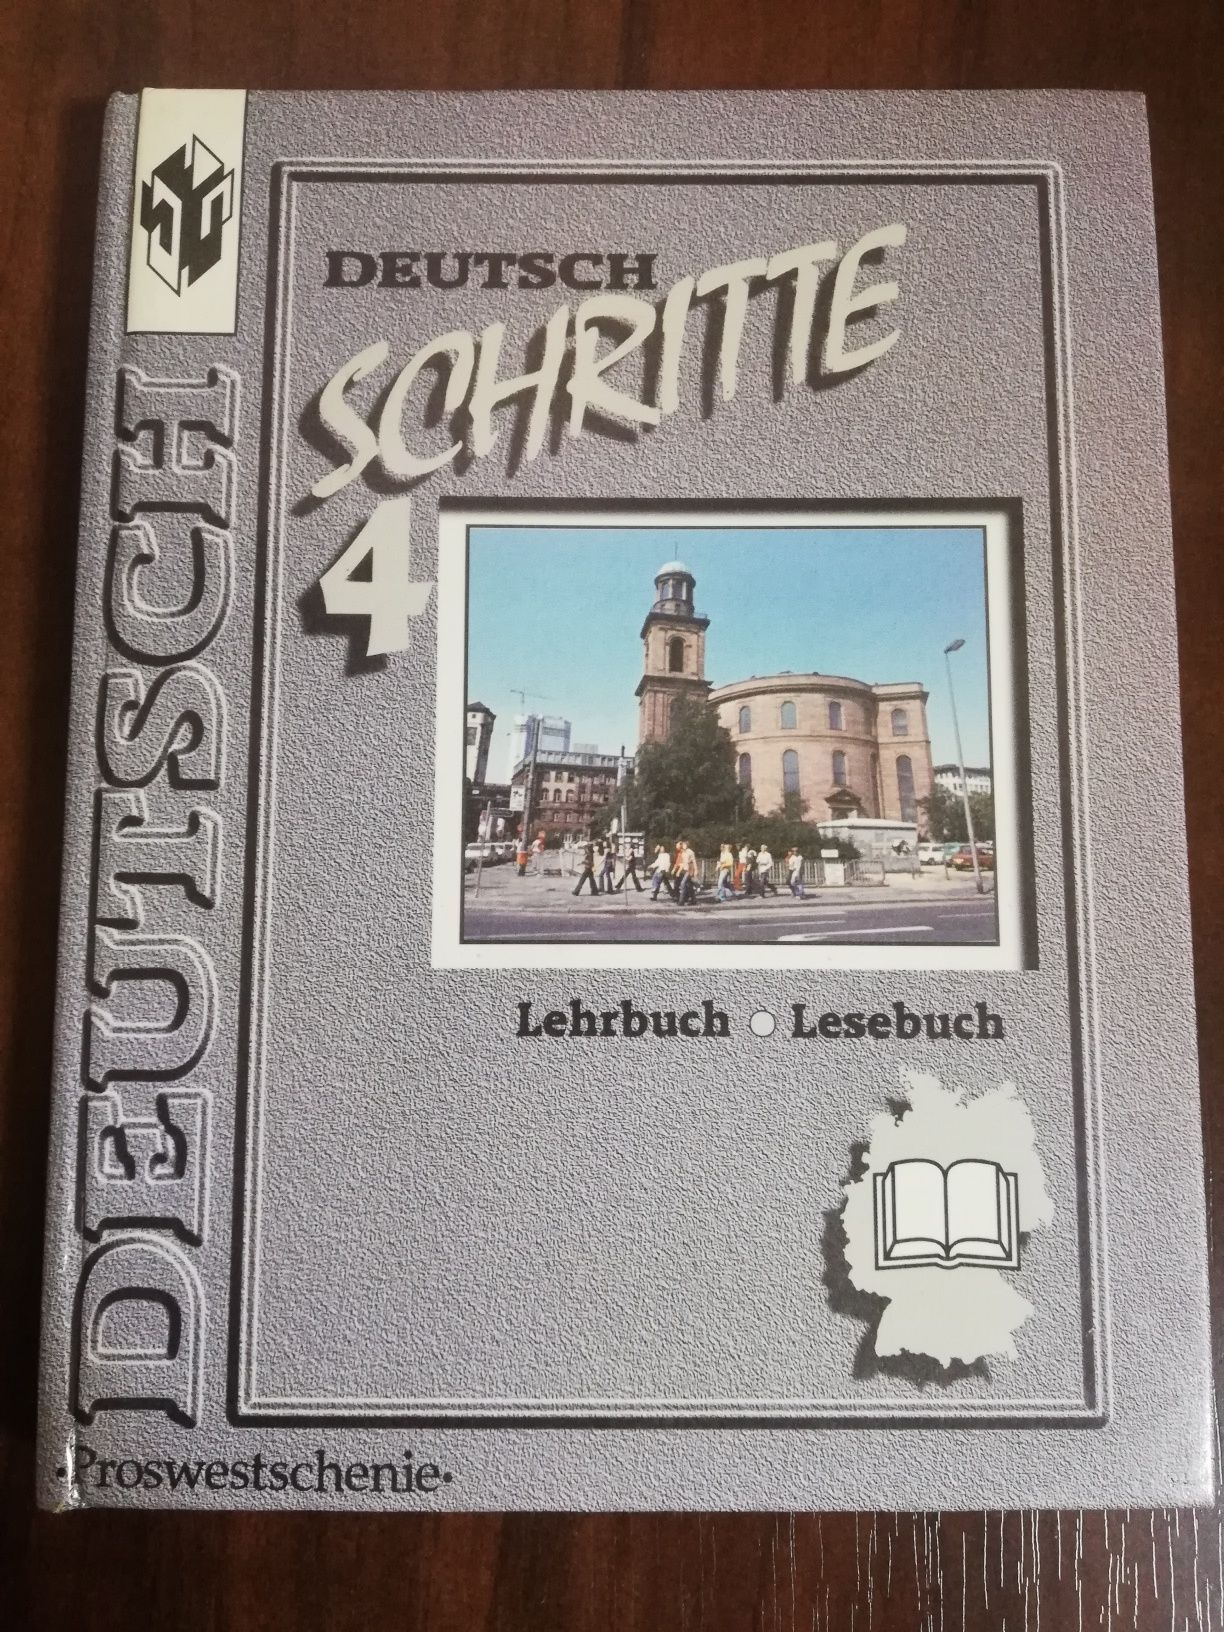 DEUTSCH
DEUTSCH
SCHRITTE
4
Lehrbuch ○ Lesebuch
·Proswestschenie·